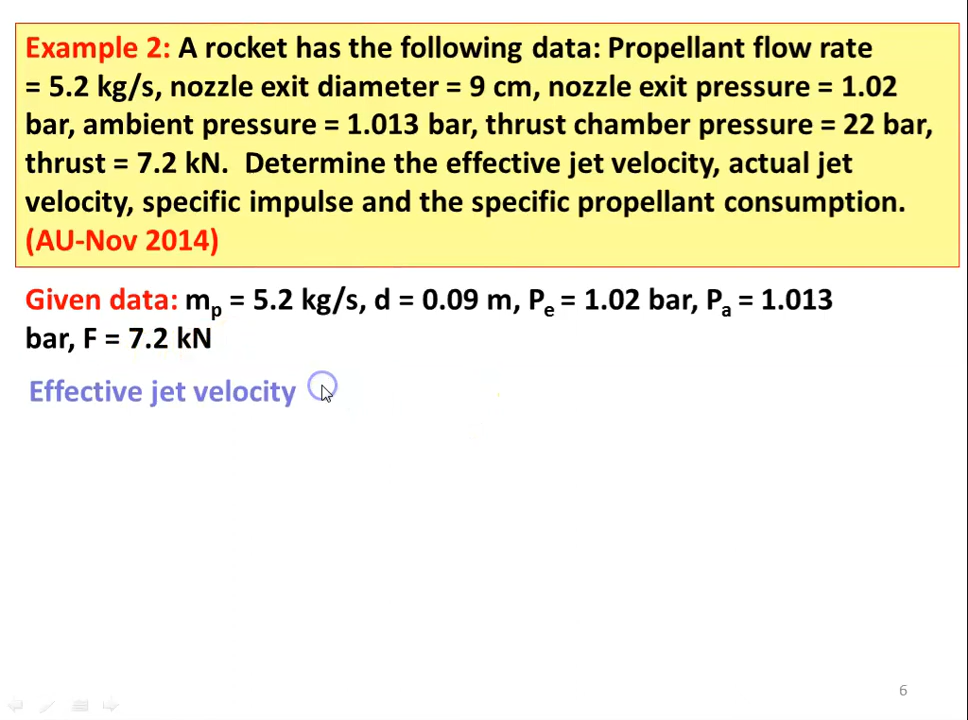 Example 2: A rocket has the following data: Propellant flow rate
= 5.2 kg/s, nozzle exit diameter = 9 cm, nozzle exit pressure = 1.02
bar, ambient pressure = 1.013 bar, thrust chamber pressure = 22 bar,
thrust = 7.2 kN. Determine the effective jet velocity, actual jet
velocity, specific impulse and the specific propellant consumption.
(AU-Nov 2014)
Given data: mp = 5.2 kg/s, d = 0.09 m, Pe = 1.02 bar, Pa = 1.013
bar, F = 7.2 kN
Effective jet velocity
6